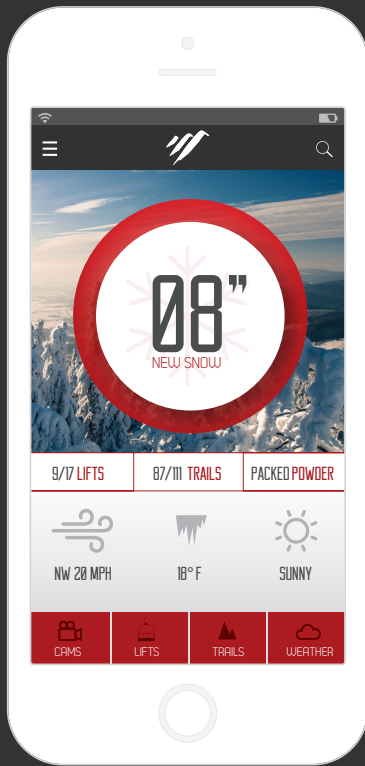 08”
NEW SNOW
9/17 LIFTS
87/111 TRAILS
PACKED POWDER
NW 20 MPH
18° F
SUNNY
CAMS
LIFTS
TRAILS
WEATHER